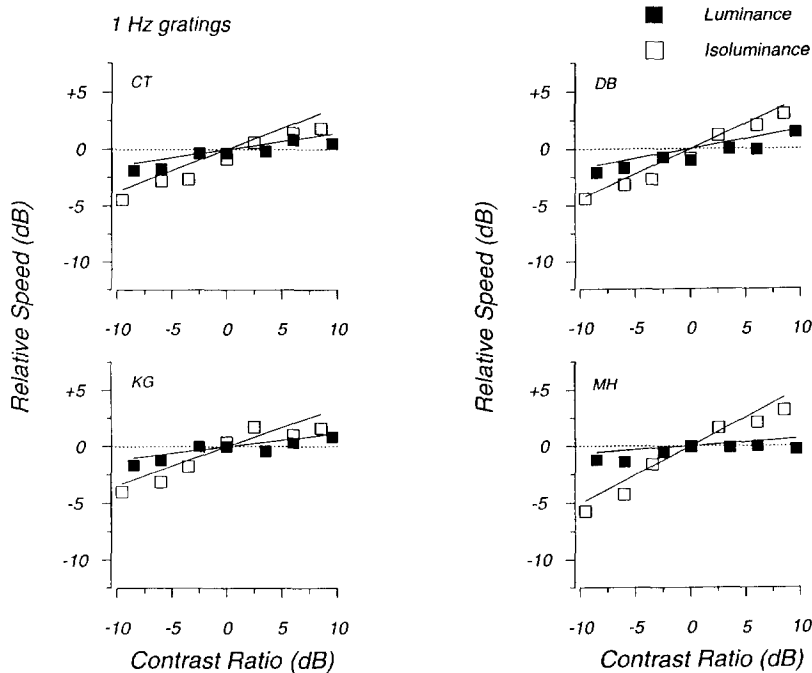 1 Hz gratings
Luminance
Isoluminance
CT
+5
0
-5
-10
-10 -5 0 5 10
DB
+5
0
-5
-10
-10 -5 0 5 10
KG
+5
0
-5
-10
-10 -5 0 5 10
MH
+5
0
-5
-10
-10 -5 0 5 10
Relative Speed (dB)
Relative Speed (dB)
Contrast Ratio (dB)
Contrast Ratio (dB)